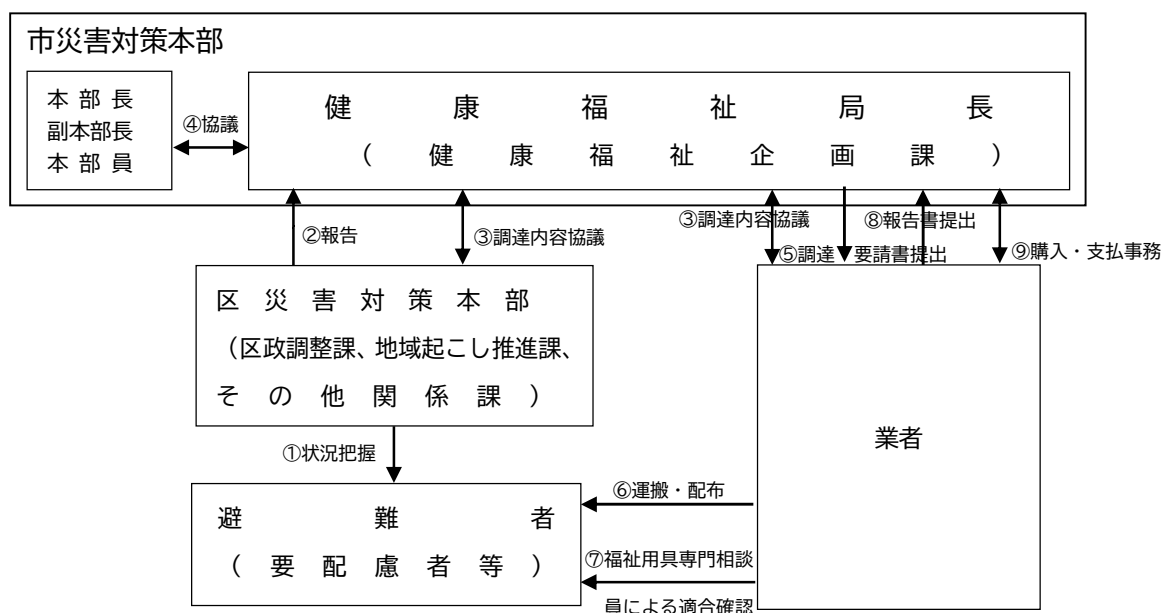 市災害対策本部
本部長
副本部長
本部員
④協議
健康福祉局長
(健康福祉企画課)
②報告
③調達内容協議
③調達内容協議
⑧報告書提出
⑤調達・要請書提出
⑨購入・支払事務
区災害対策本部
(区政調整課、地域起こし推進課、
その他関係課)
①状況把握
業者
避難者
(要配慮者等)
⑥運搬・配布
⑦福祉用具専門相談
員による適合確認